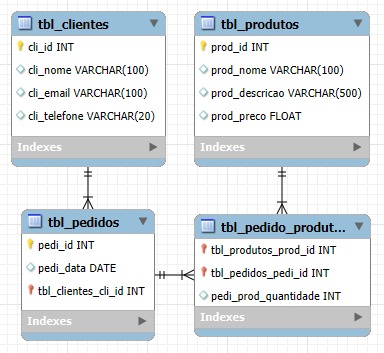 tbl_clientes
cli_id INT
cli_nome VARCHAR(100)
cli_email VARCHAR(100)
cli_telefone VARCHAR(20)
Indexes
tbl_produtos
prod_id INT
prod_nome VARCHAR(100)
prod_descricao VARCHAR(500)
prod_preco FLOAT
Indexes
tbl_pedidos
pedi_id INT
pedi_data DATE
tbl_clientes_cli_id INT
Indexes
tbl_pedido_produt...
tbl_produtos_prod_id INT
tbl_pedidos_pedi_id INT
pedi_prod_quantidade INT
Indexes